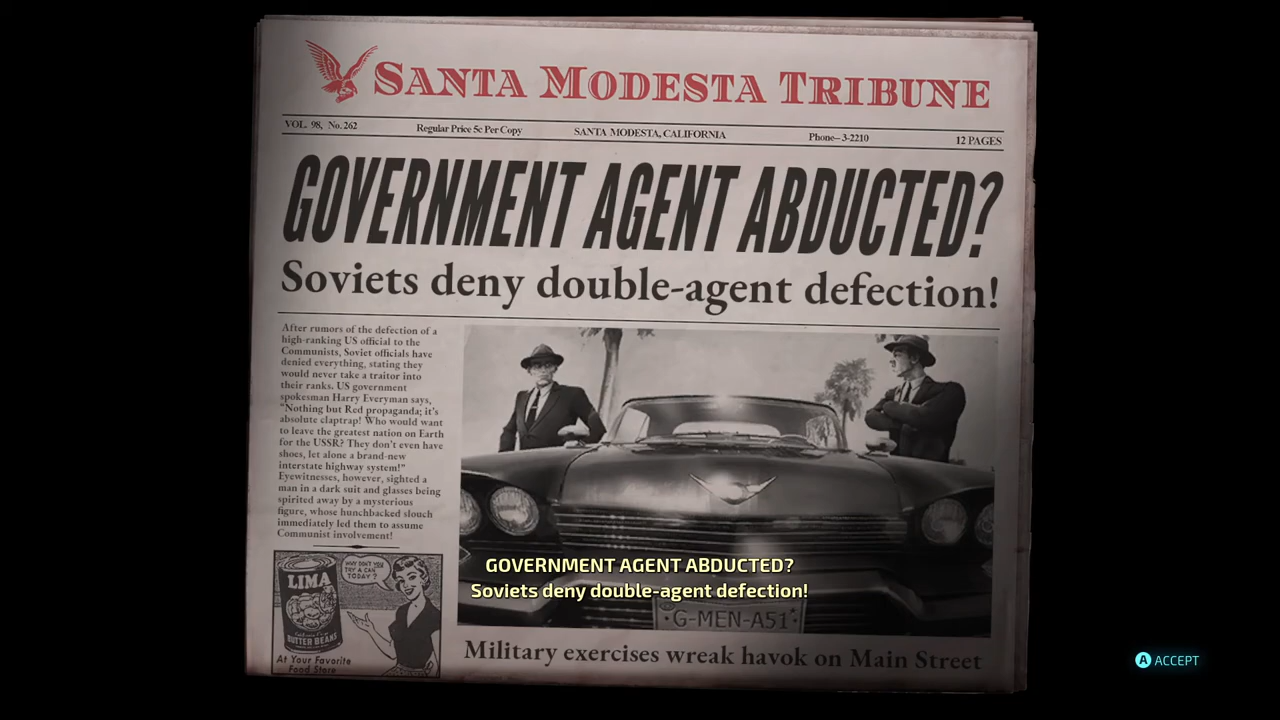 SANTA MODESTA TRIBUNE
VOL. 98, No. 262
Regular Price 5c Per Copy
SANTA MODESTA, CALIFORNIA
Phone–3-2210
12 PAGES
GOVERNMENT AGENT ABDUCTED?
Soviets deny double-agent defection!
After rumors of the defection of a
high-ranking US official to the
Communists, Soviet officials have
denied everything, stating they
would never take a traitor into
their ranks. US government
spokesman Harry Everyman says,
"Nothing but Red propaganda; it's
absolute claptrap! Who would want
to leave the greatest nation on Earth
for the USSR? They don't even have
shoes, let alone a brand-new
interstate highway system!"
Eyewitnesses, however, sighted a
man in a dark suit and glasses being
spirited away by a mysterious
figure, whose hunchbacked slouch
immediately led them to assume
Communist involvement!
WHY DON'T YOU
TRY A CAN
TODAY?
LIMA
BUTTER BEANS
At Your Favorite
Food Store
GOVERNMENT AGENT ABDUCTED?
Soviets deny double-agent defection!
G-MEN-A51
Military exercises wreak havok on Main Street
A ACCEPT